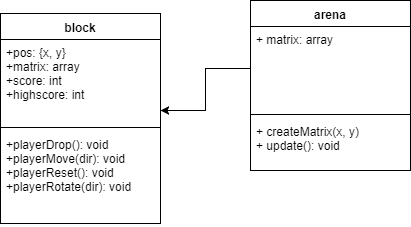 block
+pos: {x, y}
+matrix: array
+score: int
+highscore: int
+playerDrop(): void
+playerMove(dir): void
+playerReset(): void
+playerRotate(dir): void
arena
+ matrix: array
+ createMatrix(x, y)
+ update(): void